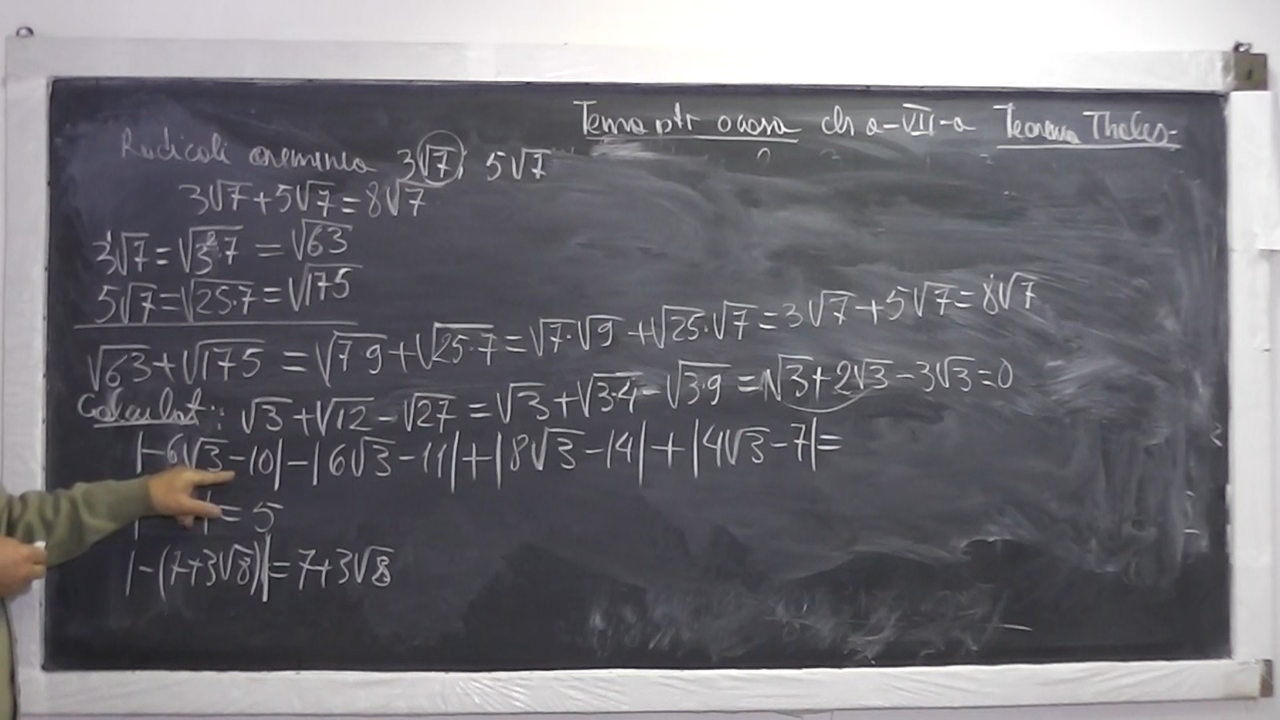 Tema ptr acasa cls a-VII-a Teorema Thales-
Radicali asemenea 3√7; 5√7
3√7+5√7=8√7
3√7=√3²·7 = √63
5√7=√25·7=√175
√63+√175 =√7·9+√25·7=√7·√9+√25·√7=3√7+5√7=8√7
Calculati: √3+√12-√27 =√3+√3·4-√3·9=√3+2√3-3√3=0
|-6√3-10|-|6√3-11|+|8√3-14|+|4√3-7|=
| |= 5
|-(7+3√8)|=7+3√8